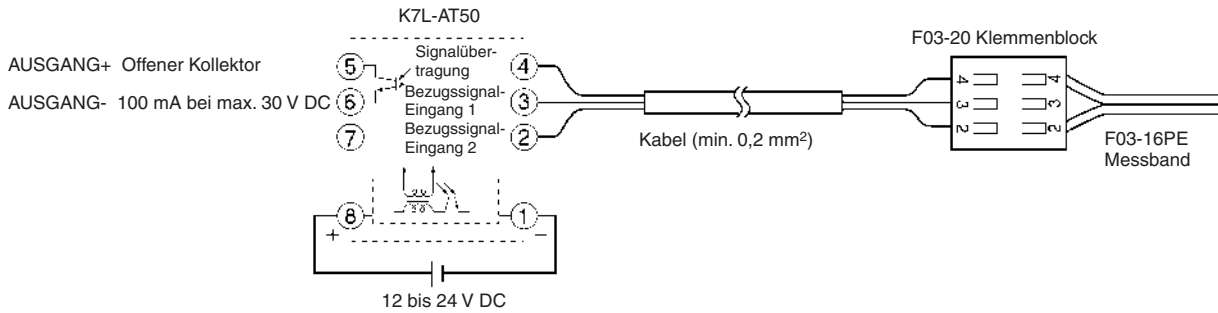 K7L-AT50
F03-20 Klemmenblock
AUSGANG+ Offener Kollektor
AUSGANG- 100 mA bei max. 30 V DC
5
6
7
Signalüber-
tragung
Bezugssignal-
Eingang 1
Bezugssignal-
Eingang 2
4
3
2
Kabel (min. 0,2 mm²)
4
3
2
4
3
2
F03-16PE
Messband
8
1
+
–
12 bis 24 V DC